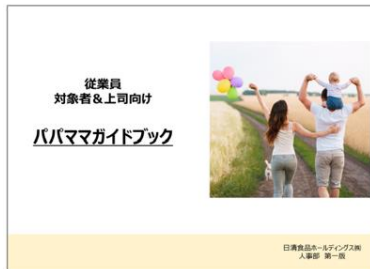 従業員
対象者&上司向け
パパママガイドブック
日清食品ホールディングス㈱
人事部 第一版